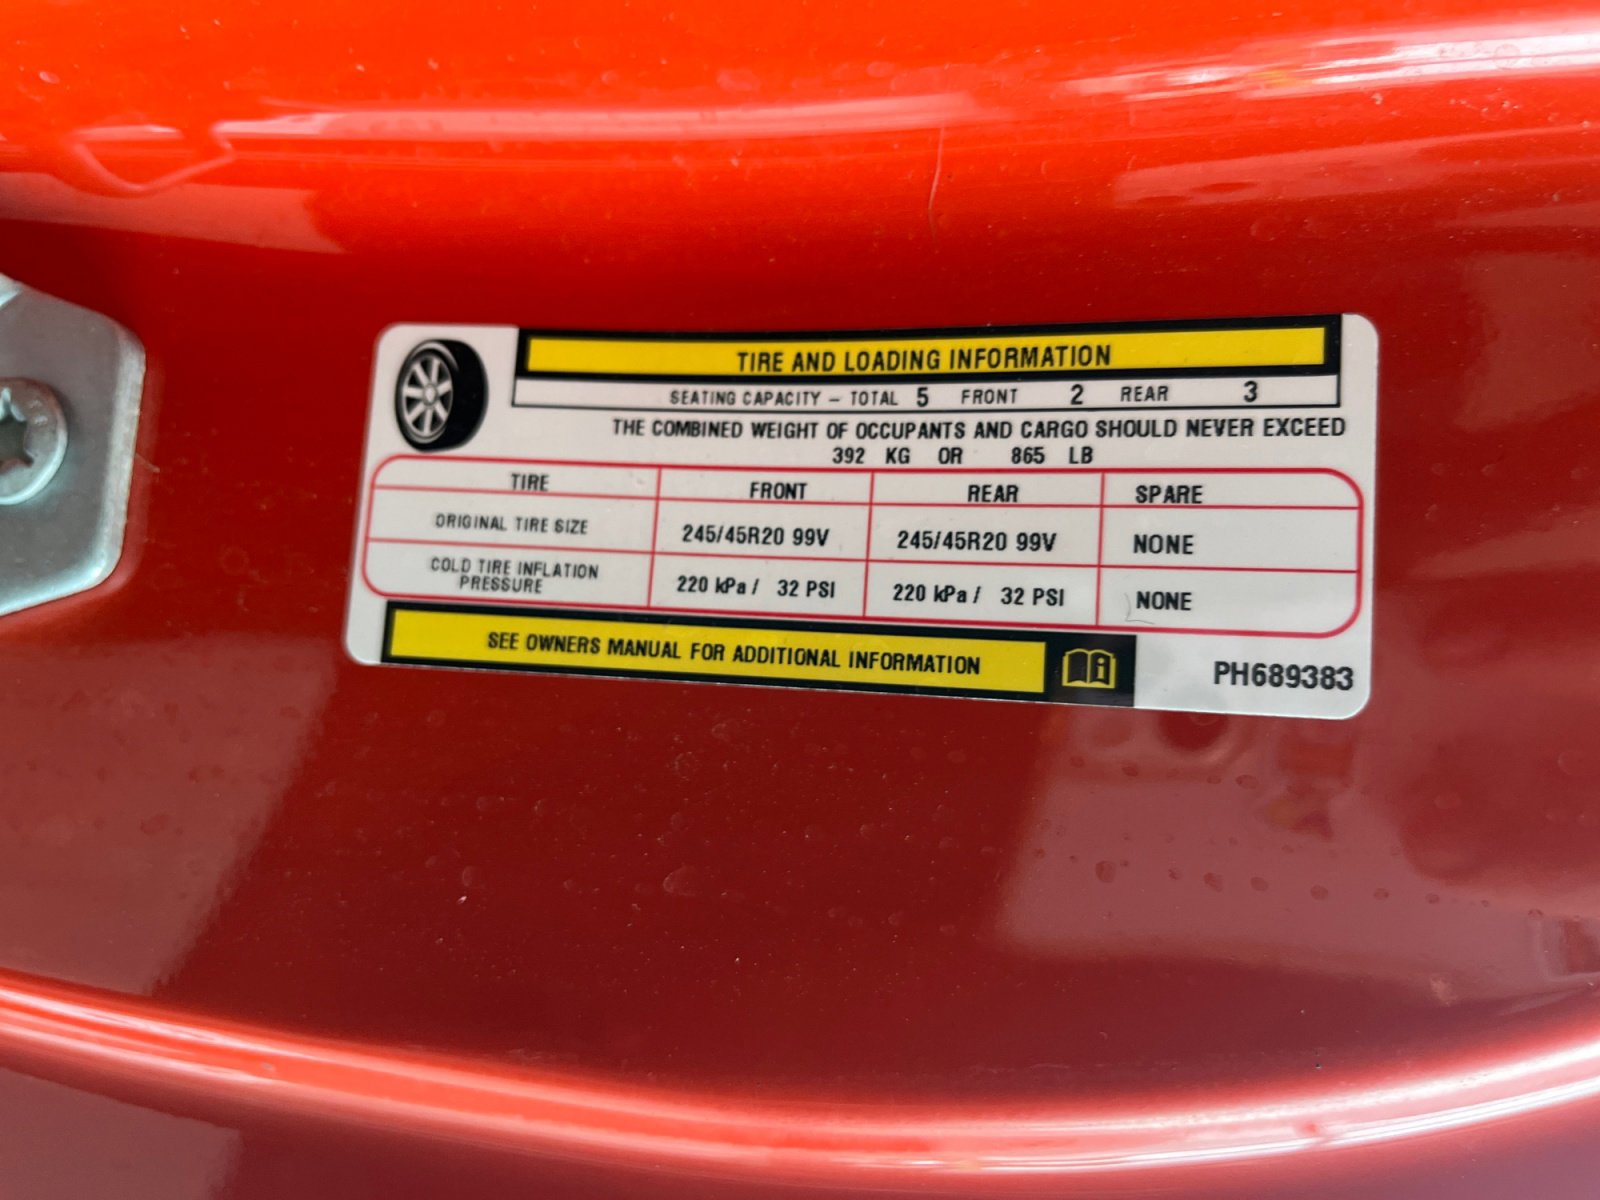 TIRE AND LOADING INFORMATION
SEATING CAPACITY – TOTAL 5 FRONT 2 REAR 3
THE COMBINED WEIGHT OF OCCUPANTS AND CARGO SHOULD NEVER EXCEED
392 KG OR 865 LB
TIRE FRONT REAR SPARE
ORIGINAL TIRE SIZE 245/45R20 99V 245/45R20 99V NONE
COLD TIRE INFLATION PRESSURE 220 kPa / 32 PSI 220 kPa / 32 PSI NONE
SEE OWNERS MANUAL FOR ADDITIONAL INFORMATION
PH689383